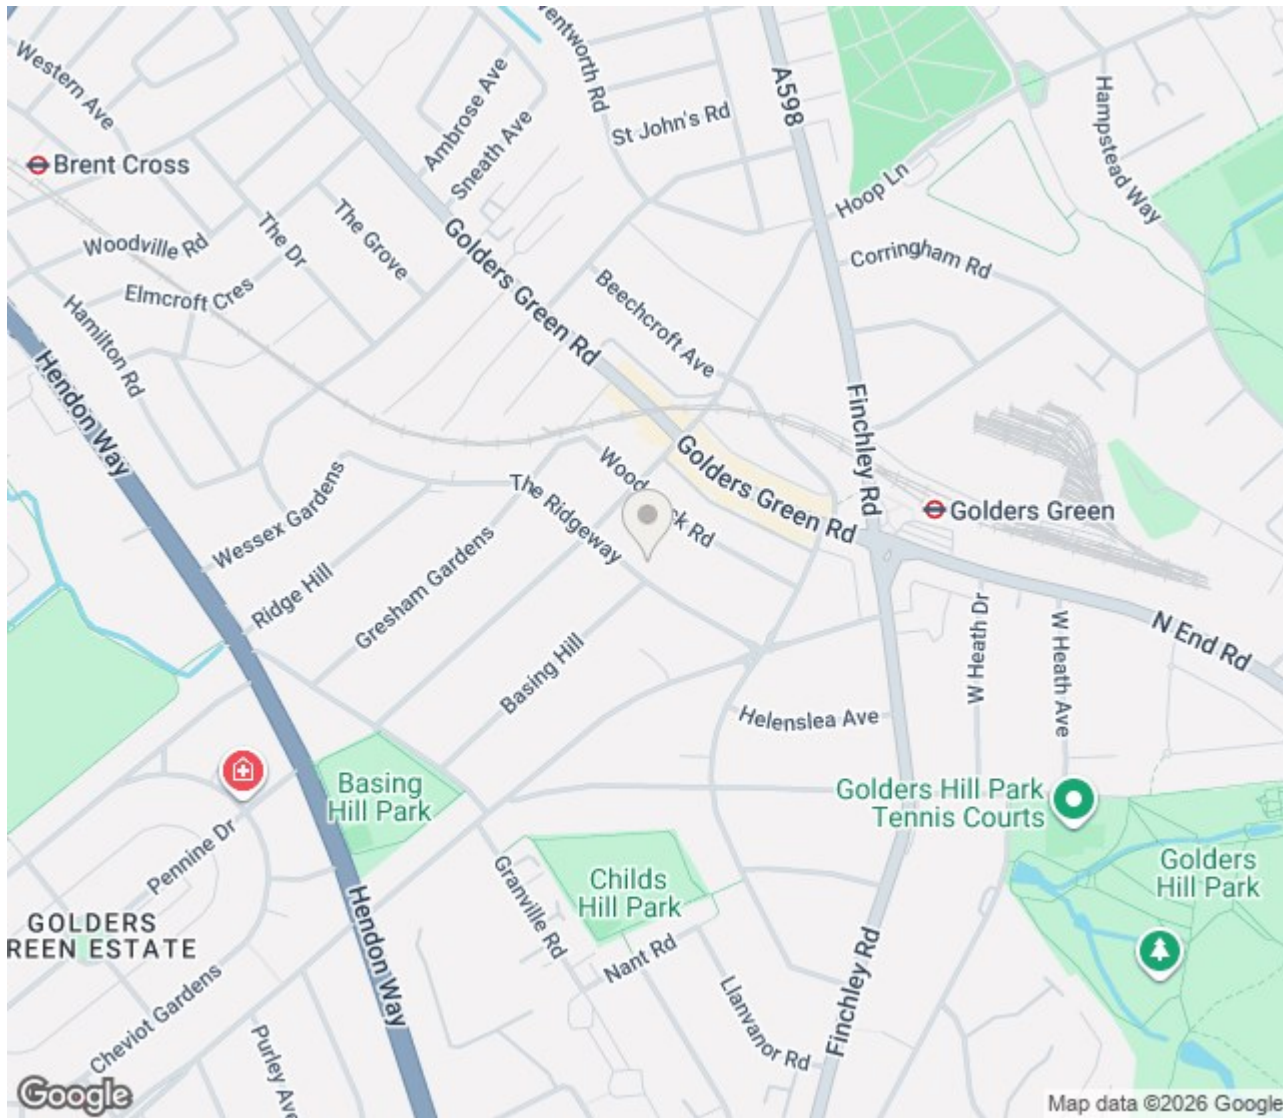 Western Ave
Ambrose Ave
Sneath Ave
Wentworth Rd
St John's Rd
A598
Hampstead Way
Hoop Ln
Brent Cross
Woodville Rd
The Dr
The Grove
Elmcroft Cres
Hamilton Rd
Golders Green Rd
Beechcroft Ave
Corringham Rd
Hendon Way
Finchley Rd
Golders Green Rd
Golders Green
Wessex Gardens
The Ridgeway
Ridge Hill
Gresham Gardens
Basing Hill
W Heath Dr
W Heath Ave
N End Rd
Helenslea Ave
Basing
Hill Park
Golders Hill Park
Tennis Courts
Pennine Dr
Granville Rd
Childs
Hill Park
Golders
Hill Park
GOLDERS
REEN ESTATE
Hendon Way
Nant Rd
Llanvanor Rd
Finchley Rd
Cheviot Gardens
Purley Ave
Google
Map data ©2026 Google